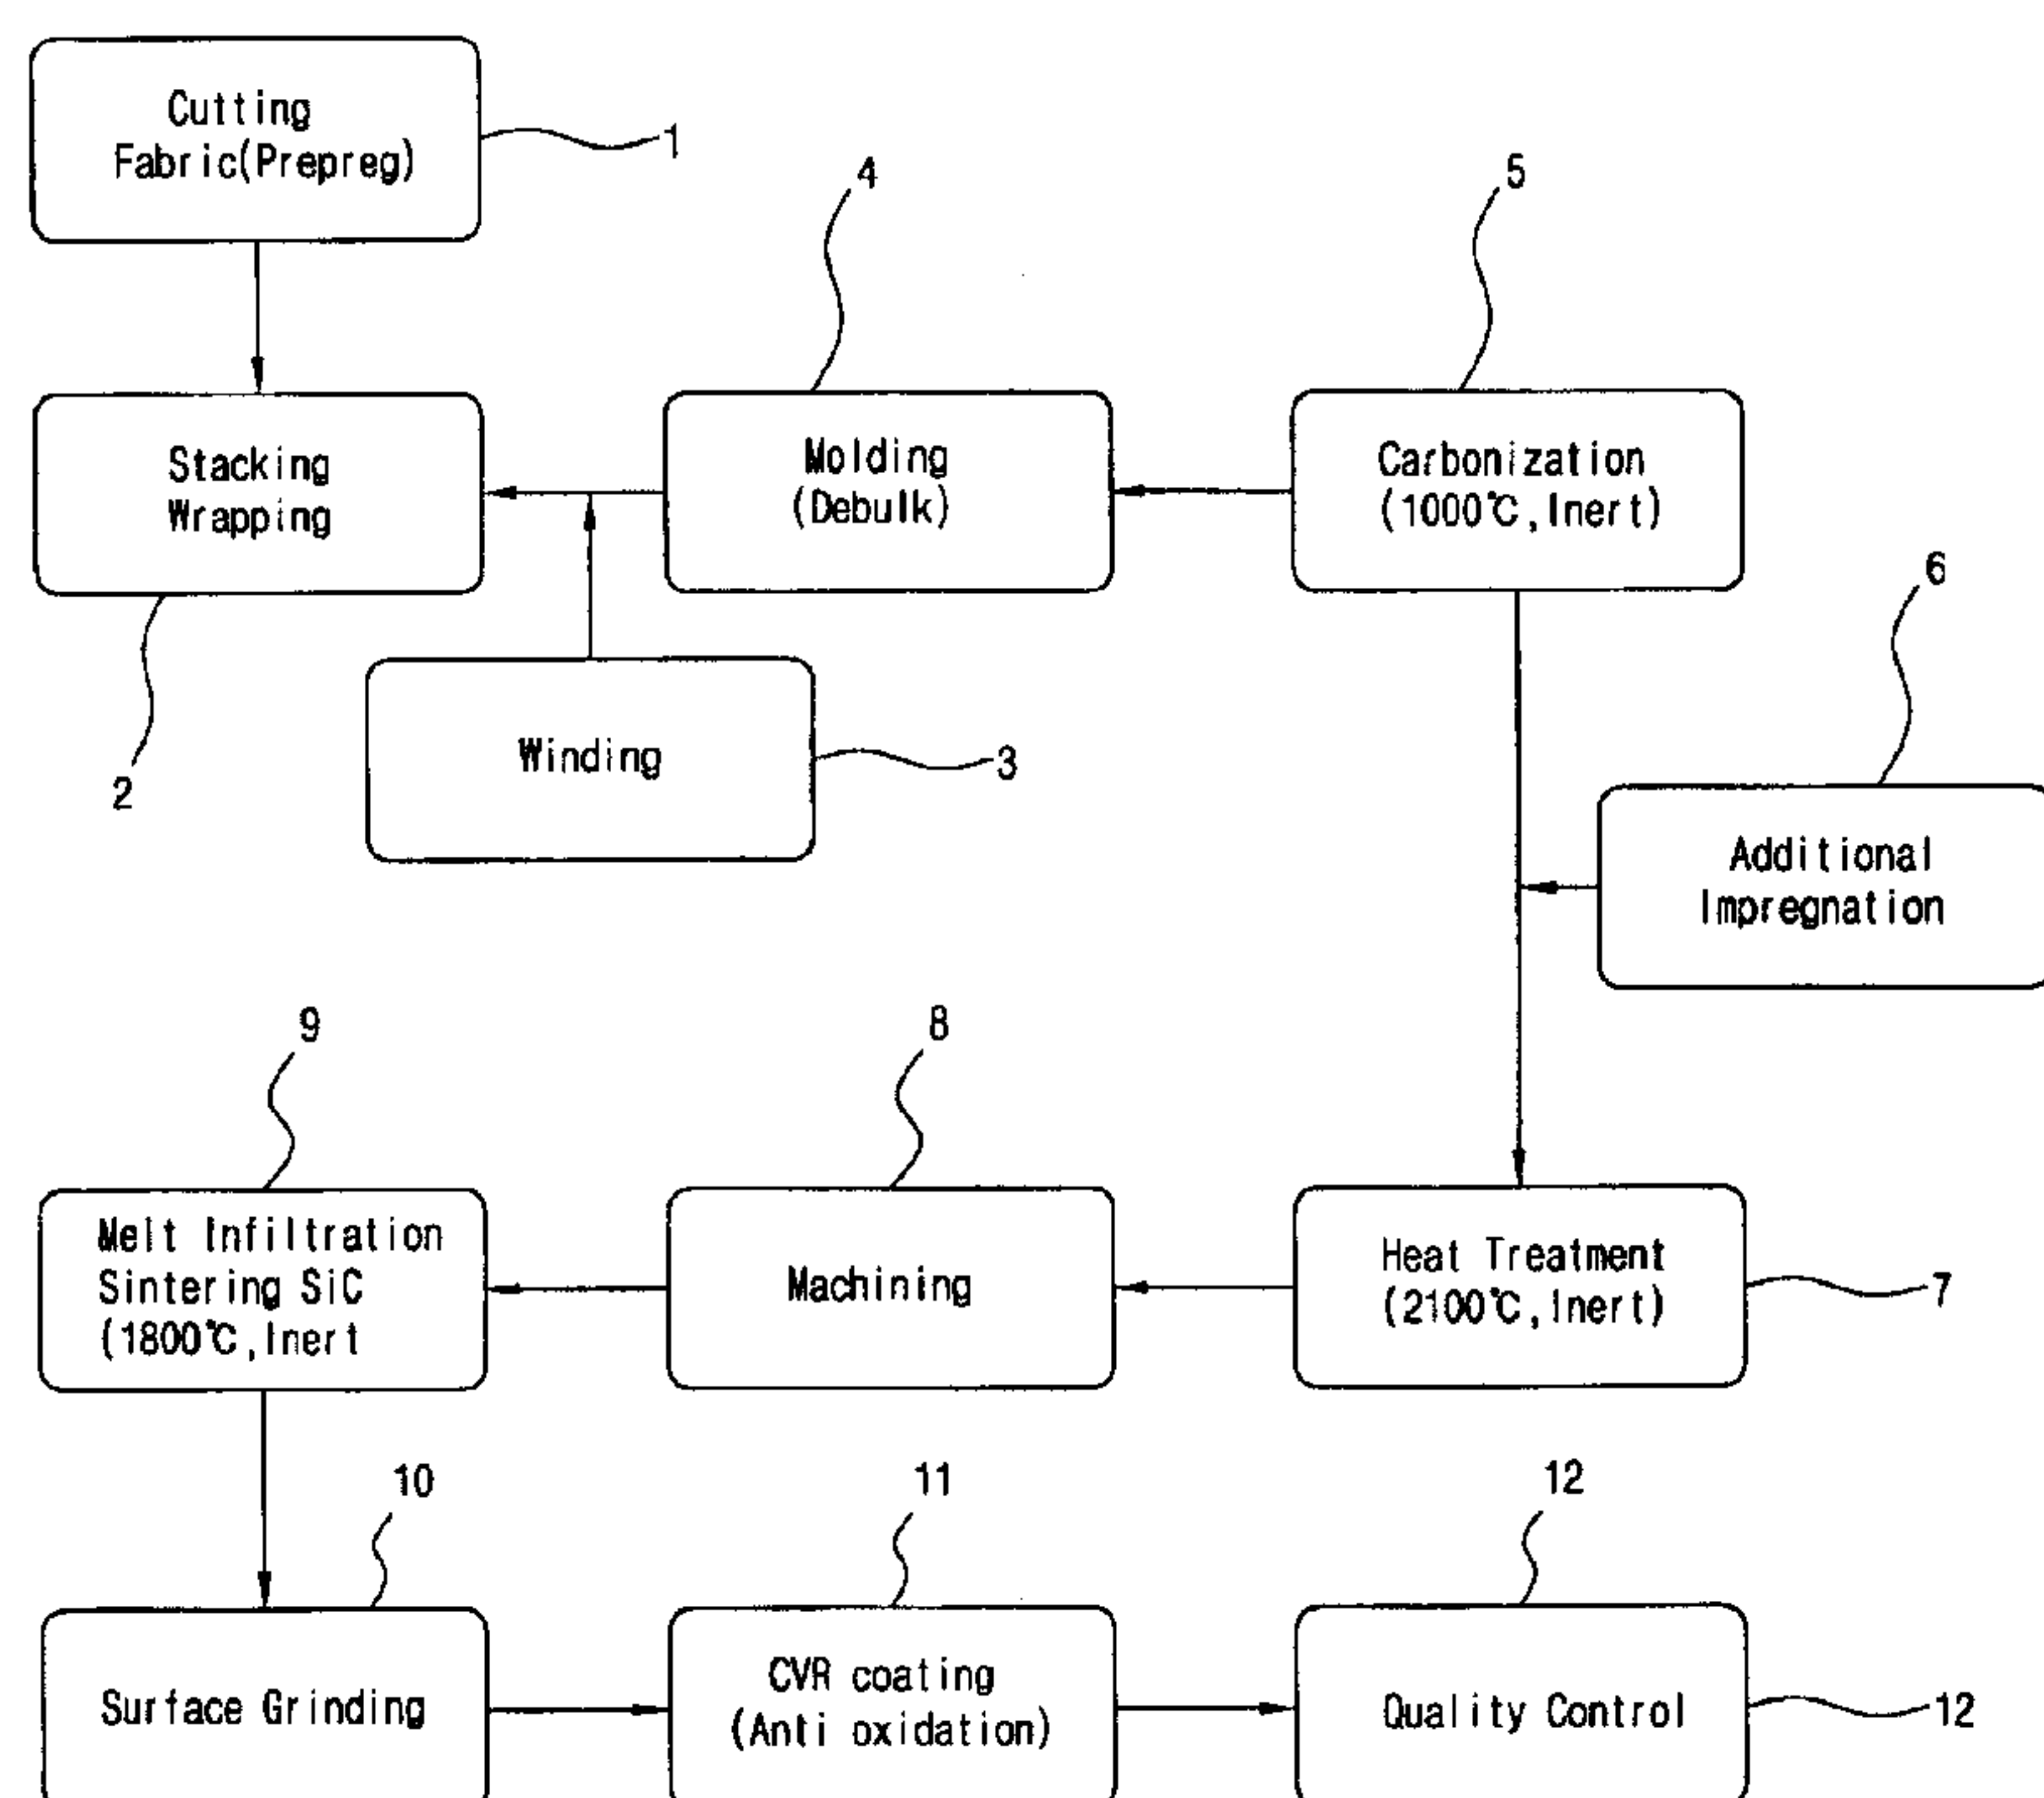 Cutting
Fabric(Prepreg)
1
4
5
Stacking
Wrapping
Molding
(Debulk)
Carbonization
(1000℃,Inert)
6
2
Winding
3
Additional
Impregnation
9
8
Melt Infiltration
Sintering SiC
(1800℃,Inert
Machining
Heat Treatment
(2100℃,Inert)
7
10
11
12
Surface Grinding
CVR coating
(Anti oxidation)
Quality Control
12